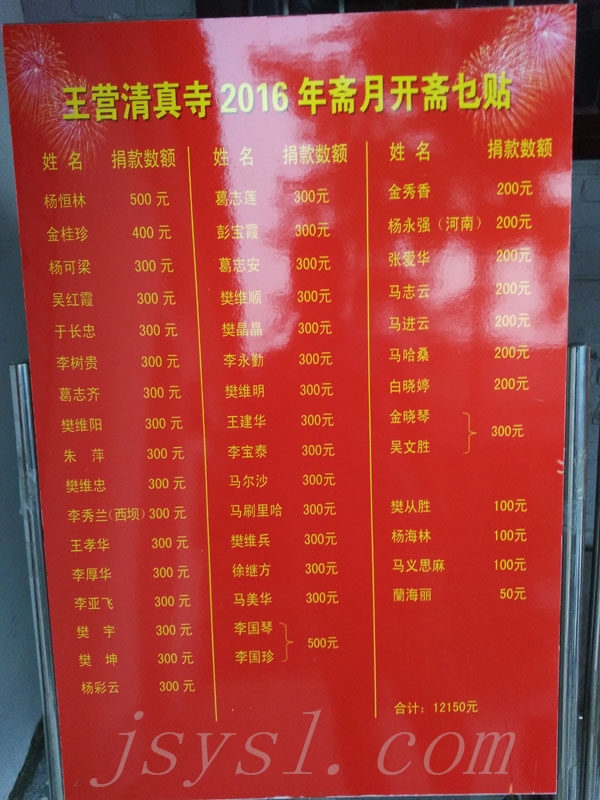 王营清真寺 2016 年斋月开斋乜贴
姓 名 捐款数额
杨恒林 500 元
金桂珍 400 元
杨可梁 300 元
吴红霞 300 元
于长忠 300 元
李树贵 300 元
葛志齐 300 元
樊维阳 300 元
朱 萍 300 元
樊维忠 300 元
李秀兰(西坝) 300 元
王孝华 300 元
李厚华 300 元
李亚飞 300 元
樊 宇 300 元
樊 坤 300 元
杨彩云 300 元
姓 名 捐款数额
葛志莲 300元
彭宝霞 300元
葛志安 300元
樊维顺 300元
樊晶晶 300元
李永勤 300元
樊维明 300元
王建华 300元
李宝泰 300元
马尔沙 300元
马刷里哈 300元
樊维兵 300元
徐继方 300元
马美华 300元
李国琴
500元
李国珍
姓 名 捐款数额
金秀香 200元
杨永强（河南） 200元
张爱华 200元
马志云 200元
马进云 200元
马哈桑 200元
白晓婷 200元
金晓琴
300元
吴文胜
樊从胜 100元
杨海林 100元
马义思麻 100元
蘭海丽 50元
合计：12150元
jsysl.com